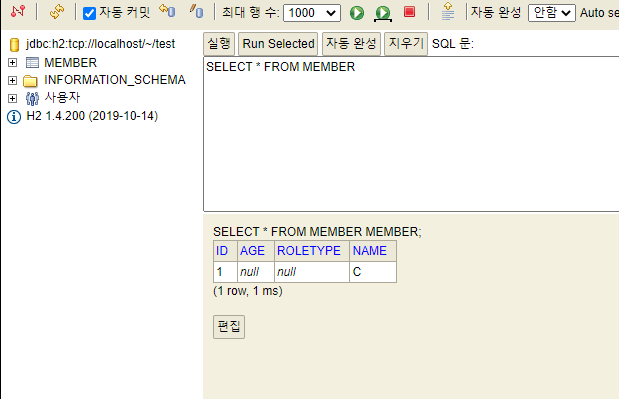 자동 커밋 최대 행 수: 1000 자동 완성 안함 Auto se
jdbc:h2:tcp://localhost/~/test
MEMBER
INFORMATION_SCHEMA
사용자
H2 1.4.200 (2019-10-14)
실행 Run Selected 자동 완성 지우기 SQL 문:
SELECT * FROM MEMBER
SELECT * FROM MEMBER MEMBER;
ID AGE ROLETYPE NAME
1 null null C
(1 row, 1 ms)
편집